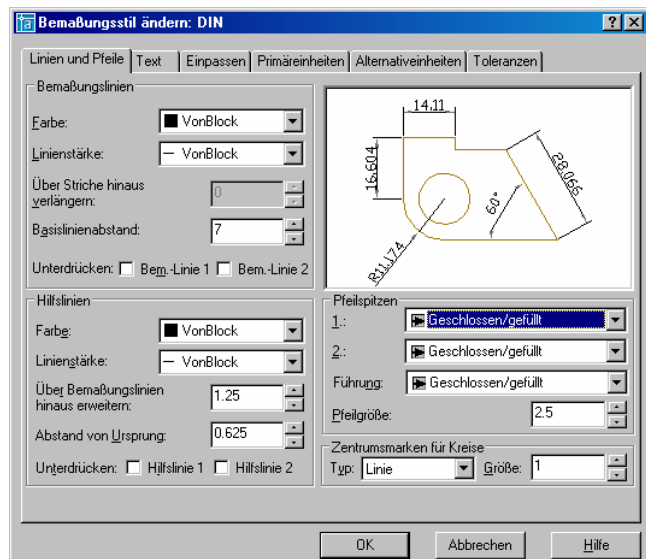 Bemaßungsstil ändern: DIN
Linien und Pfeile
Text
Einpassen
Primäreinheiten
Alternativeinheiten
Toleranzen
Bemaßungslinien
Farbe:
VonBlock
Linienstärke:
VonBlock
Über Striche hinaus
verlängern:
0
Basislinienabstand:
7
Unterdrücken:
Bem.-Linie 1
Bem.-Linie 2
14.11
16.604
28.066
60°
R11.174
Hilfslinien
Farbe:
VonBlock
Linienstärke:
VonBlock
Über Bemaßungslinien
hinaus erweitern:
1.25
Abstand von Ursprung:
0.625
Unterdrücken:
Hilfslinie 1
Hilfslinie 2
Pfeilspitzen
1.:
Geschlossen/gefüllt
2.:
Geschlossen/gefüllt
Führung:
Geschlossen/gefüllt
Pfeilgröße:
2.5
Zentrumsmarken für Kreise
Typ:
Linie
Größe:
1
OK
Abbrechen
Hilfe